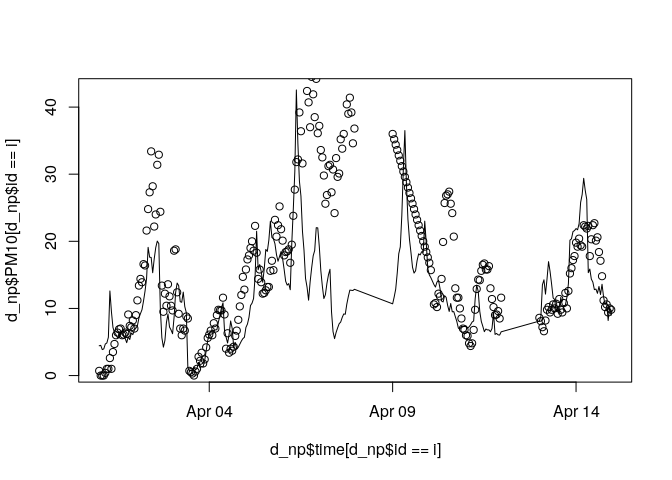 d_np$PM10[d_np$id == i]
40
30
20
10
0
Apr 04 Apr 09 Apr 14
d_np$time[d_np$id == i]